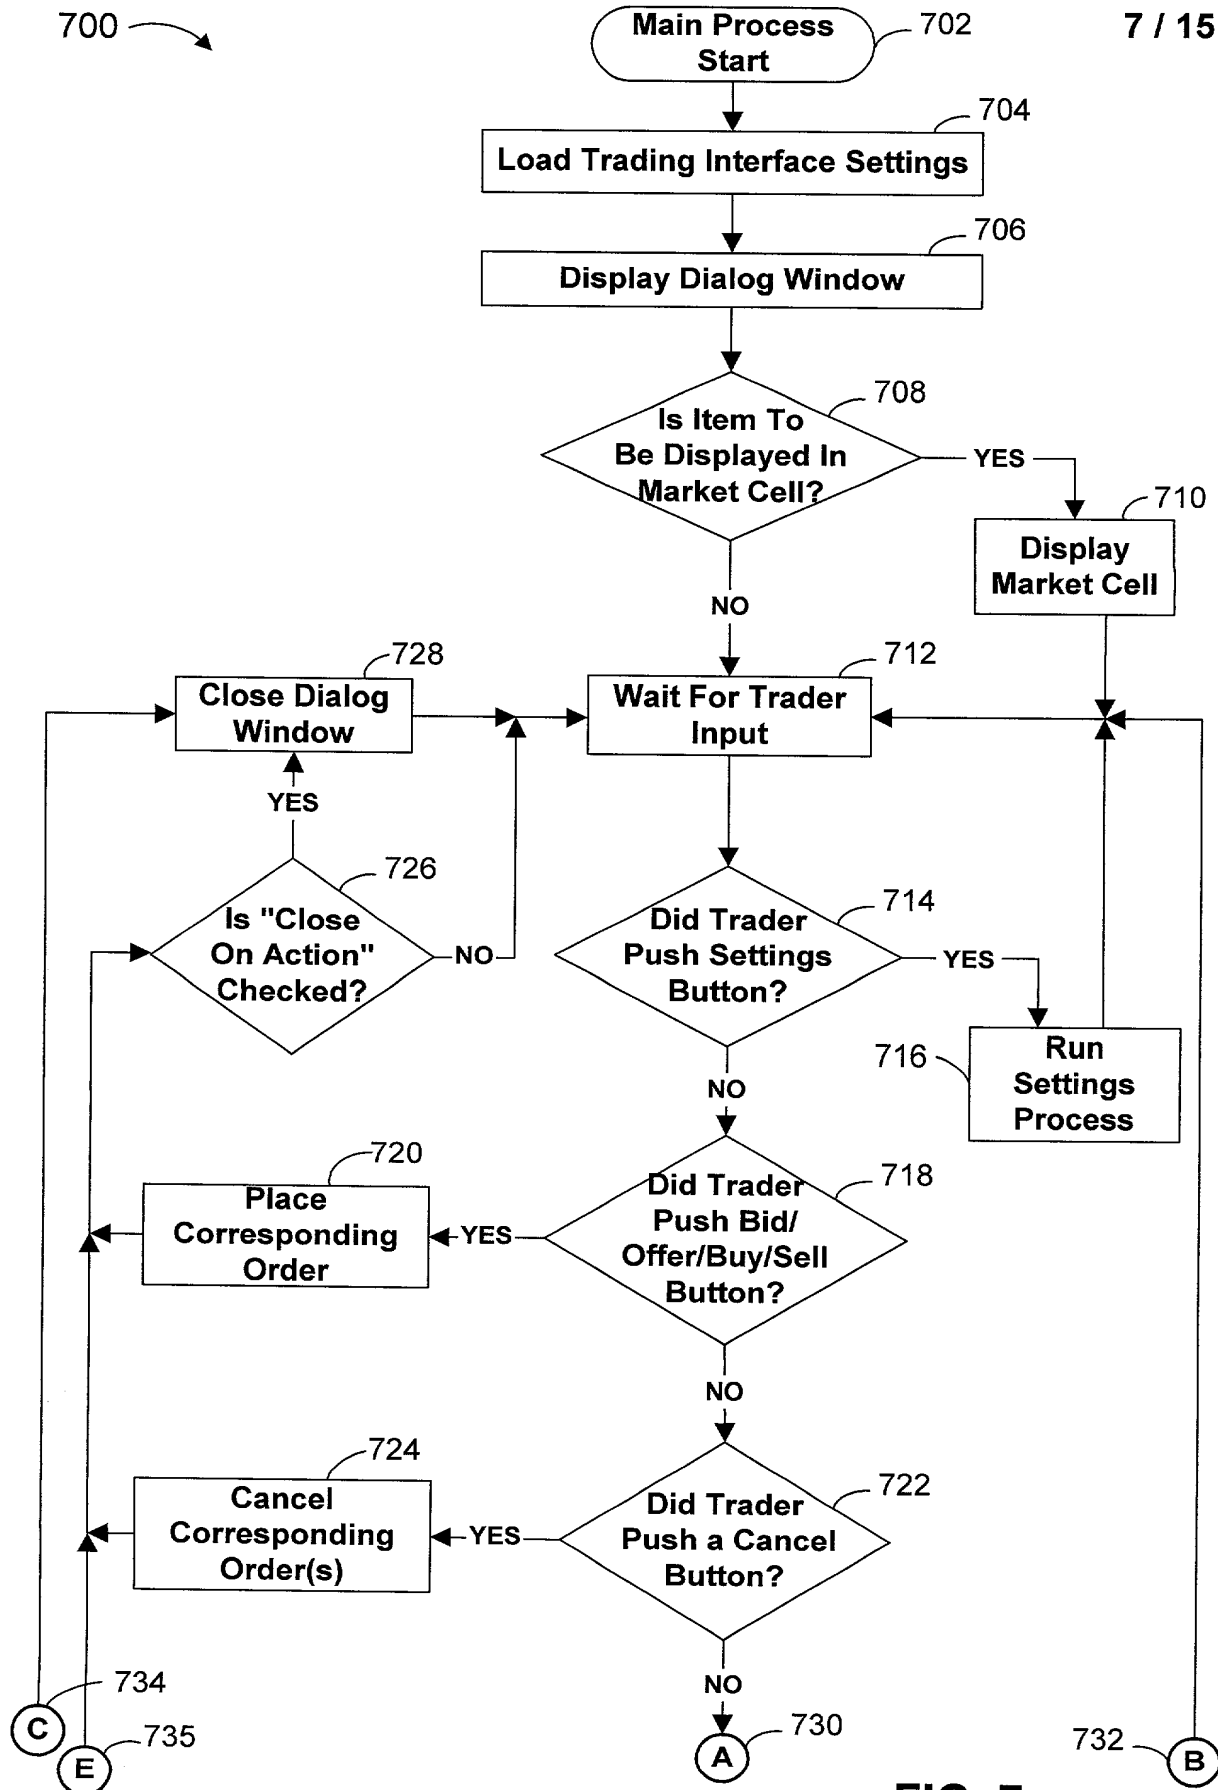 700
Main Process
Start
702
7 / 15
704
Load Trading Interface Settings
706
Display Dialog Window
708
Is Item To
Be Displayed In
Market Cell?
YES
710
Display
Market Cell
NO
728
Close Dialog
Window
712
Wait For Trader
Input
YES
726
Is "Close
On Action"
Checked?
NO
714
Did Trader
Push Settings
Button?
YES
716
Run
Settings
Process
NO
720
Place
Corresponding
Order
YES
718
Did Trader
Push Bid/
Offer/Buy/Sell
Button?
NO
724
Cancel
Corresponding
Order(s)
YES
722
Did Trader
Push a Cancel
Button?
NO
734
C
735
E
730
A
732
B